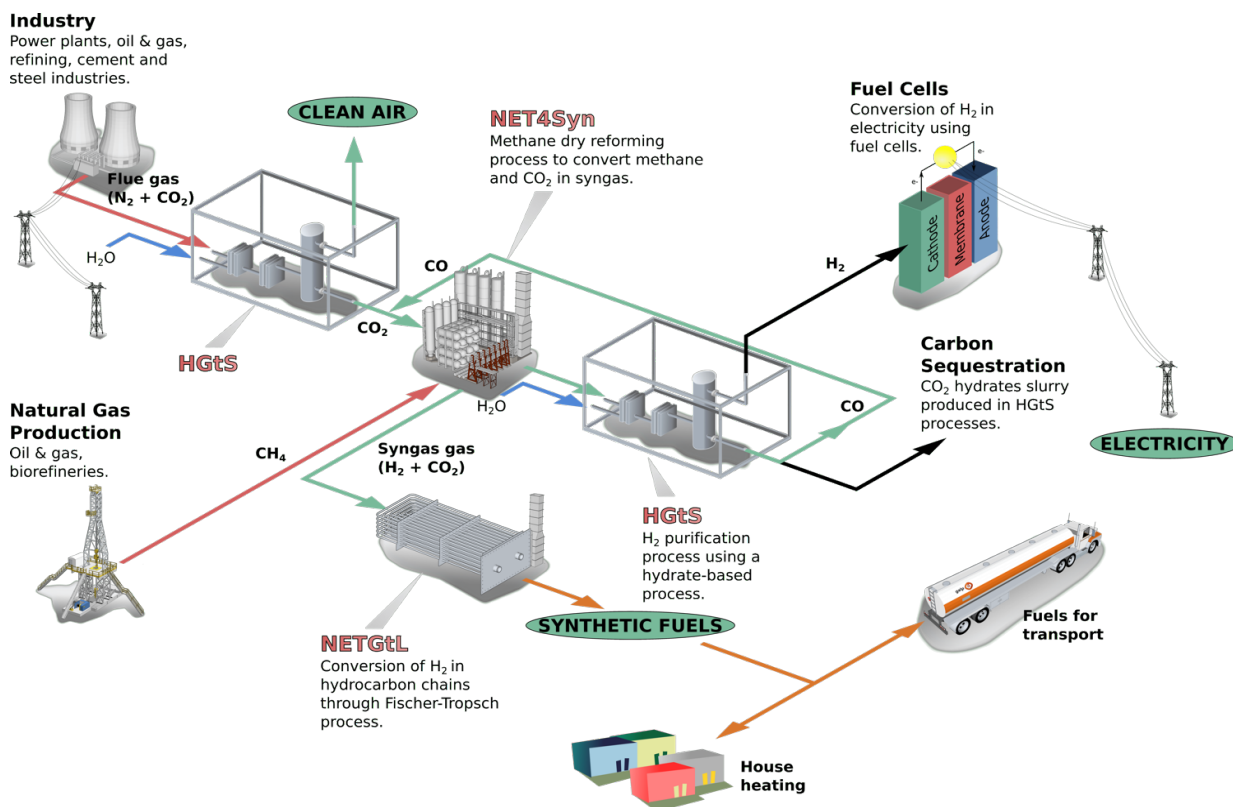 Industry
Power plants, oil & gas,
refining, cement and
steel industries.
CLEAN AIR
NET4Syn
Methane dry reforming
process to convert methane
and CO₂ in syngas.
Fuel Cells
Conversion of H₂ in
electricity using
fuel cells.
e-
e-
Cathode
Membrane
Anode
Flue gas
(N₂ + CO₂)
H₂O
CO
CO₂
H₂
HGtS
H₂O
Carbon
Sequestration
CO₂ hydrates slurry
produced in HGtS
processes.
CO
ELECTRICITY
Natural Gas
Production
Oil & gas,
biorefineries.
CH₄
Syngas gas
(H₂ + CO₂)
HGtS
H₂ purification
process using a
hydrate-based
process.
SYNTHETIC FUELS
NETGtL
Conversion of H₂ in
hydrocarbon chains
through Fischer-Tropsch
process.
Fuels for
transport
House
heating